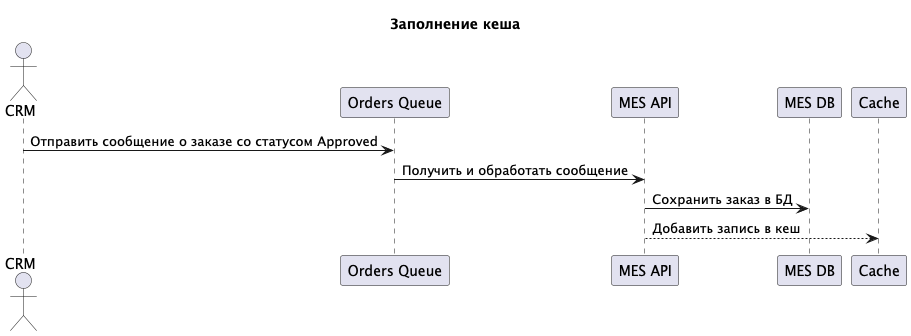 Заполнение кеша
CRM
Orders Queue
MES API
MES DB
Cache
Отправить сообщение о заказе со статусом Approved
Получить и обработать сообщение
Сохранить заказ в БД
Добавить запись в кеш
CRM
Orders Queue
MES API
MES DB
Cache